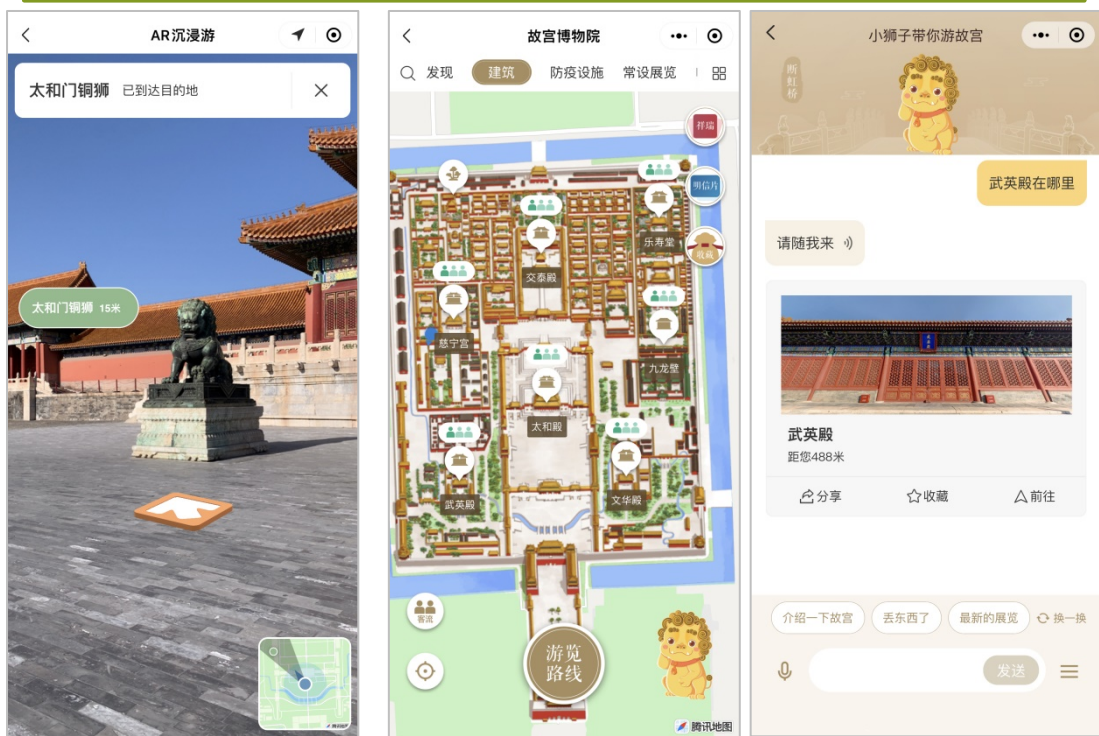 AR沉浸游
太和门铜狮 已到达目的地
太和门铜狮 15米
故宫博物院
发现 建筑 防疫设施 常设展览
祥瑞
明信片
收藏
乐寿堂
交泰殿
慈宁宫
九龙壁
太和殿
武英殿
文华殿
客流
游览
路线
腾讯地图
小狮子带你游故宫
断虹桥
武英殿在哪里
请随我来
武英殿
距您488米
分享 收藏 前往
介绍一下故宫 丢东西了 最新的展览 换一换
发送